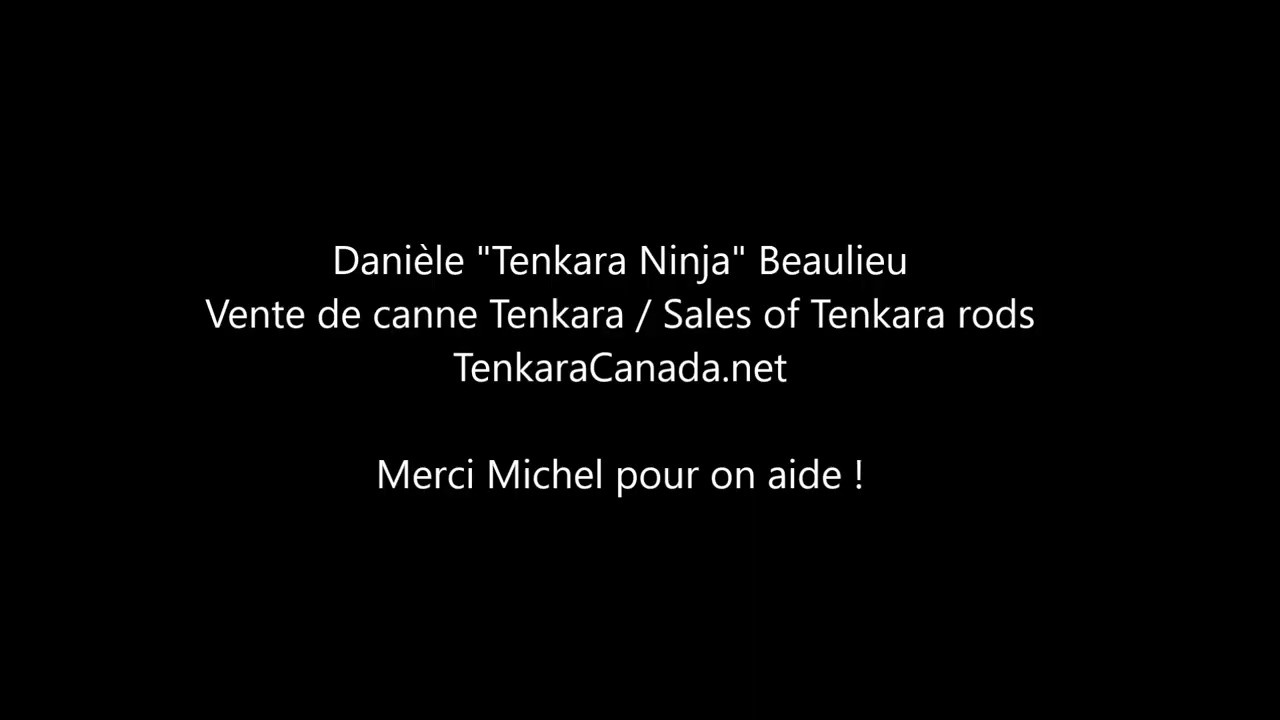 Danièle "Tenkara Ninja" Beaulieu
Vente de canne Tenkara / Sales of Tenkara rods
TenkaraCanada.net
Merci Michel pour on aide !